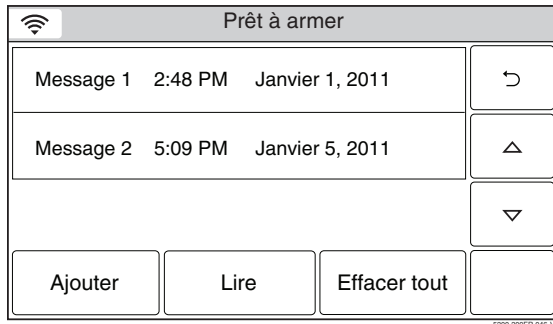 Prêt à armer
Message 1 2:48 PM Janvier 1, 2011
Message 2 5:09 PM Janvier 5, 2011
Ajouter Lire Effacer tout